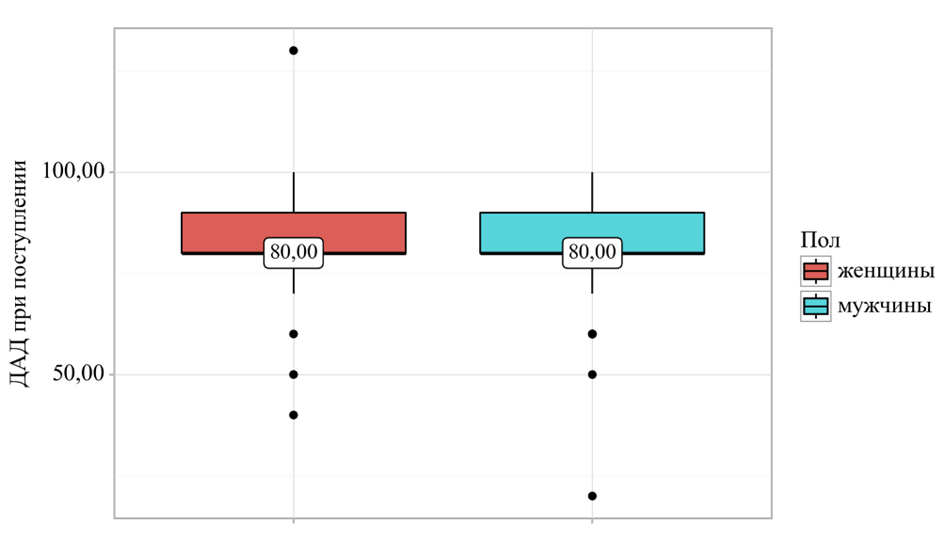 ДАД при поступлении
100,00
50,00
80,00
80,00
Пол
женщины
мужчины